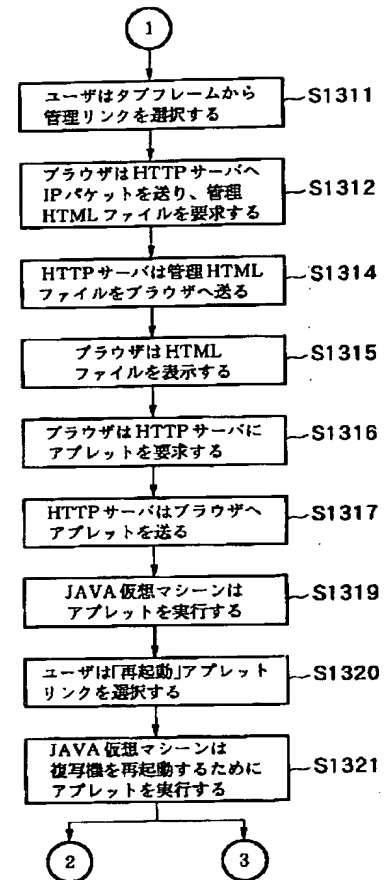 1
ユーザはタブフレームから
管理リンクを選択する
S1311
ブラウザはHTTPサーバへ
IPパケットを送り、管理
HTMLファイルを要求する
S1312
HTTPサーバは管理HTML
ファイルをブラウザへ送る
S1314
ブラウザはHTML
ファイルを表示する
S1315
ブラウザはHTTPサーバに
アプレットを要求する
S1316
HTTPサーバはブラウザへ
アプレットを送る
S1317
JAVA仮想マシーンは
アプレットを実行する
S1319
ユーザは「再起動」アプレット
リンクを選択する
S1320
JAVA仮想マシーンは
複写機を再起動するために
アプレットを実行する
S1321
2
3